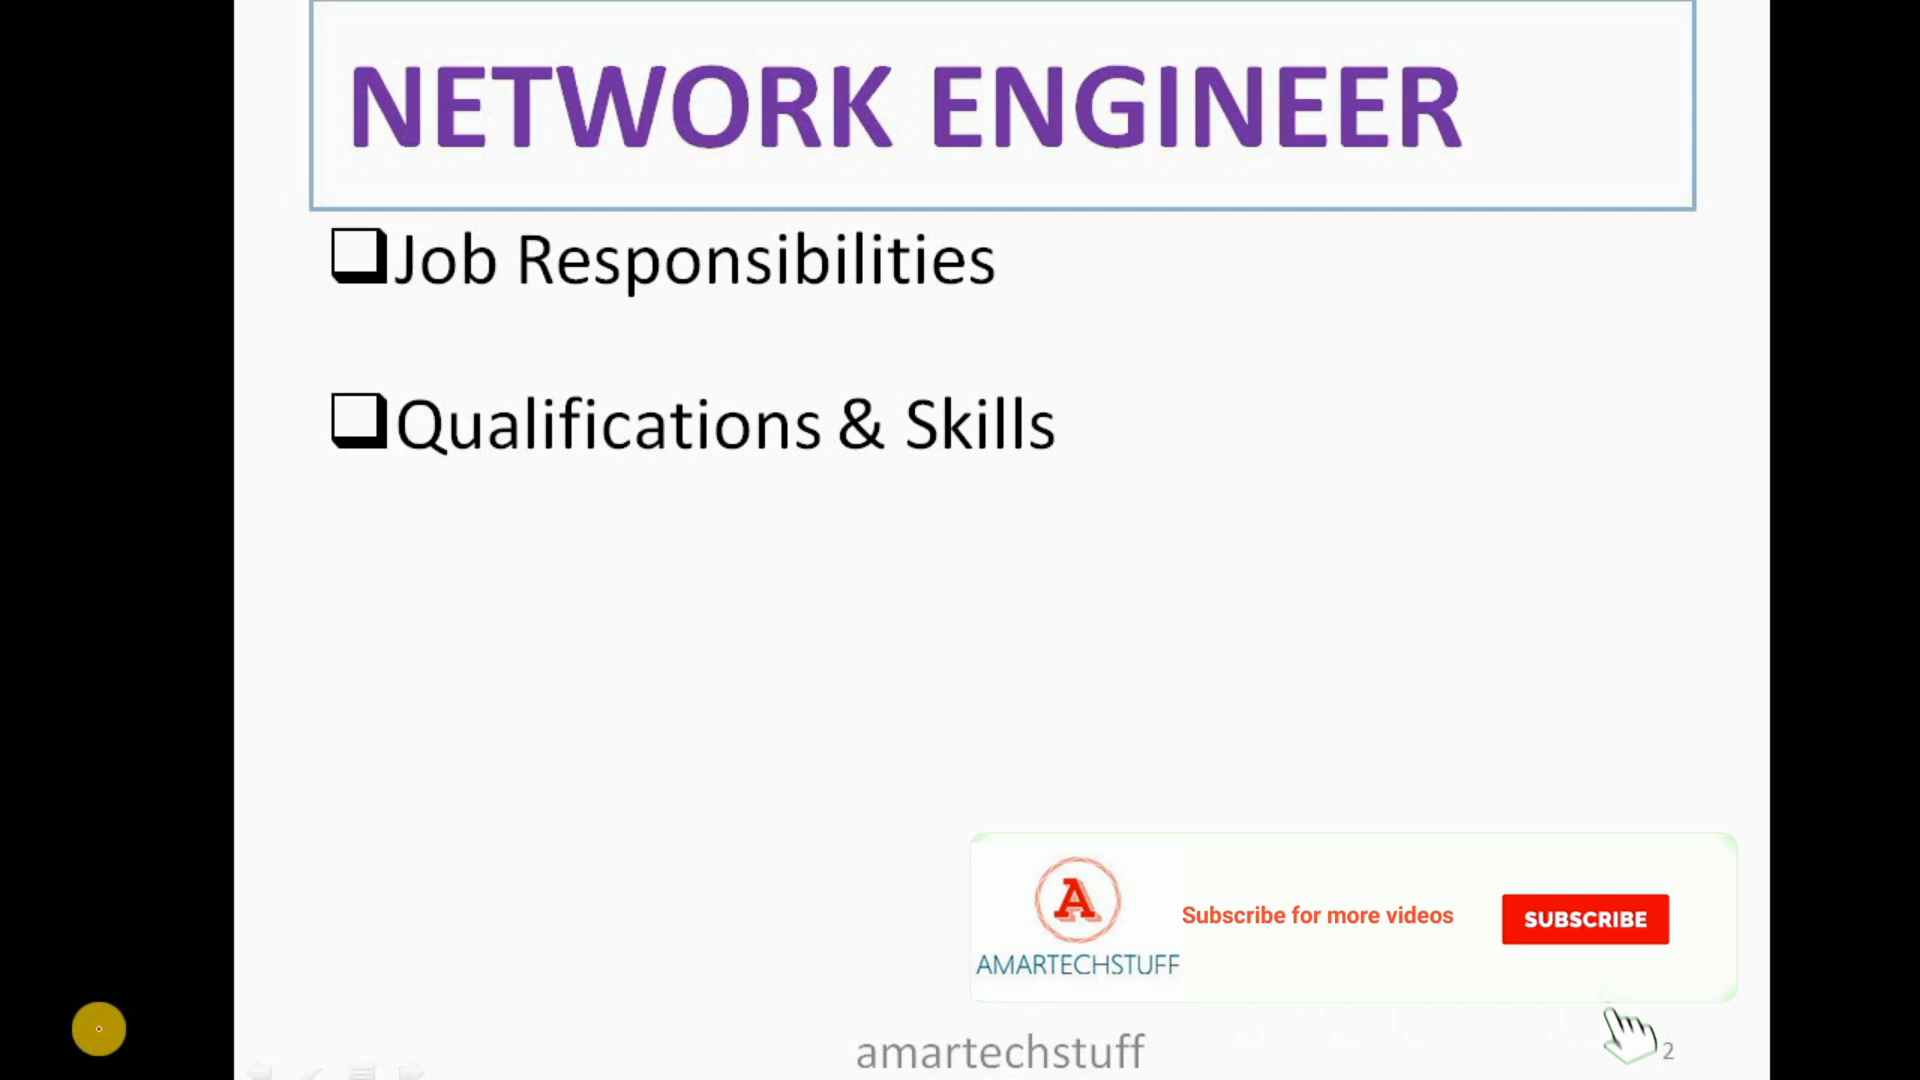 NETWORK ENGINEER
Job Responsibilities
Qualifications & Skills
A
AMARTECHSTUFF
Subscribe for more videos
SUBSCRIBE
amartechstuff
2